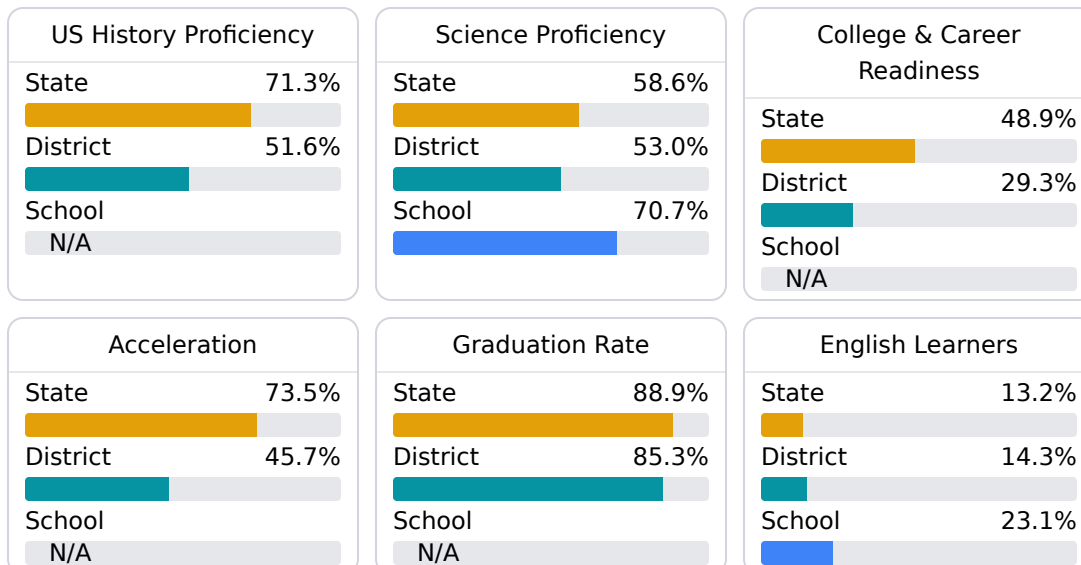 US History Proficiency
State 71.3%
District 51.6%
School
N/A
Science Proficiency
State 58.6%
District 53.0%
School 70.7%
College & Career
Readiness
State 48.9%
District 29.3%
School
N/A
Acceleration
State 73.5%
District 45.7%
School
N/A
Graduation Rate
State 88.9%
District 85.3%
School
N/A
English Learners
State 13.2%
District 14.3%
School 23.1%